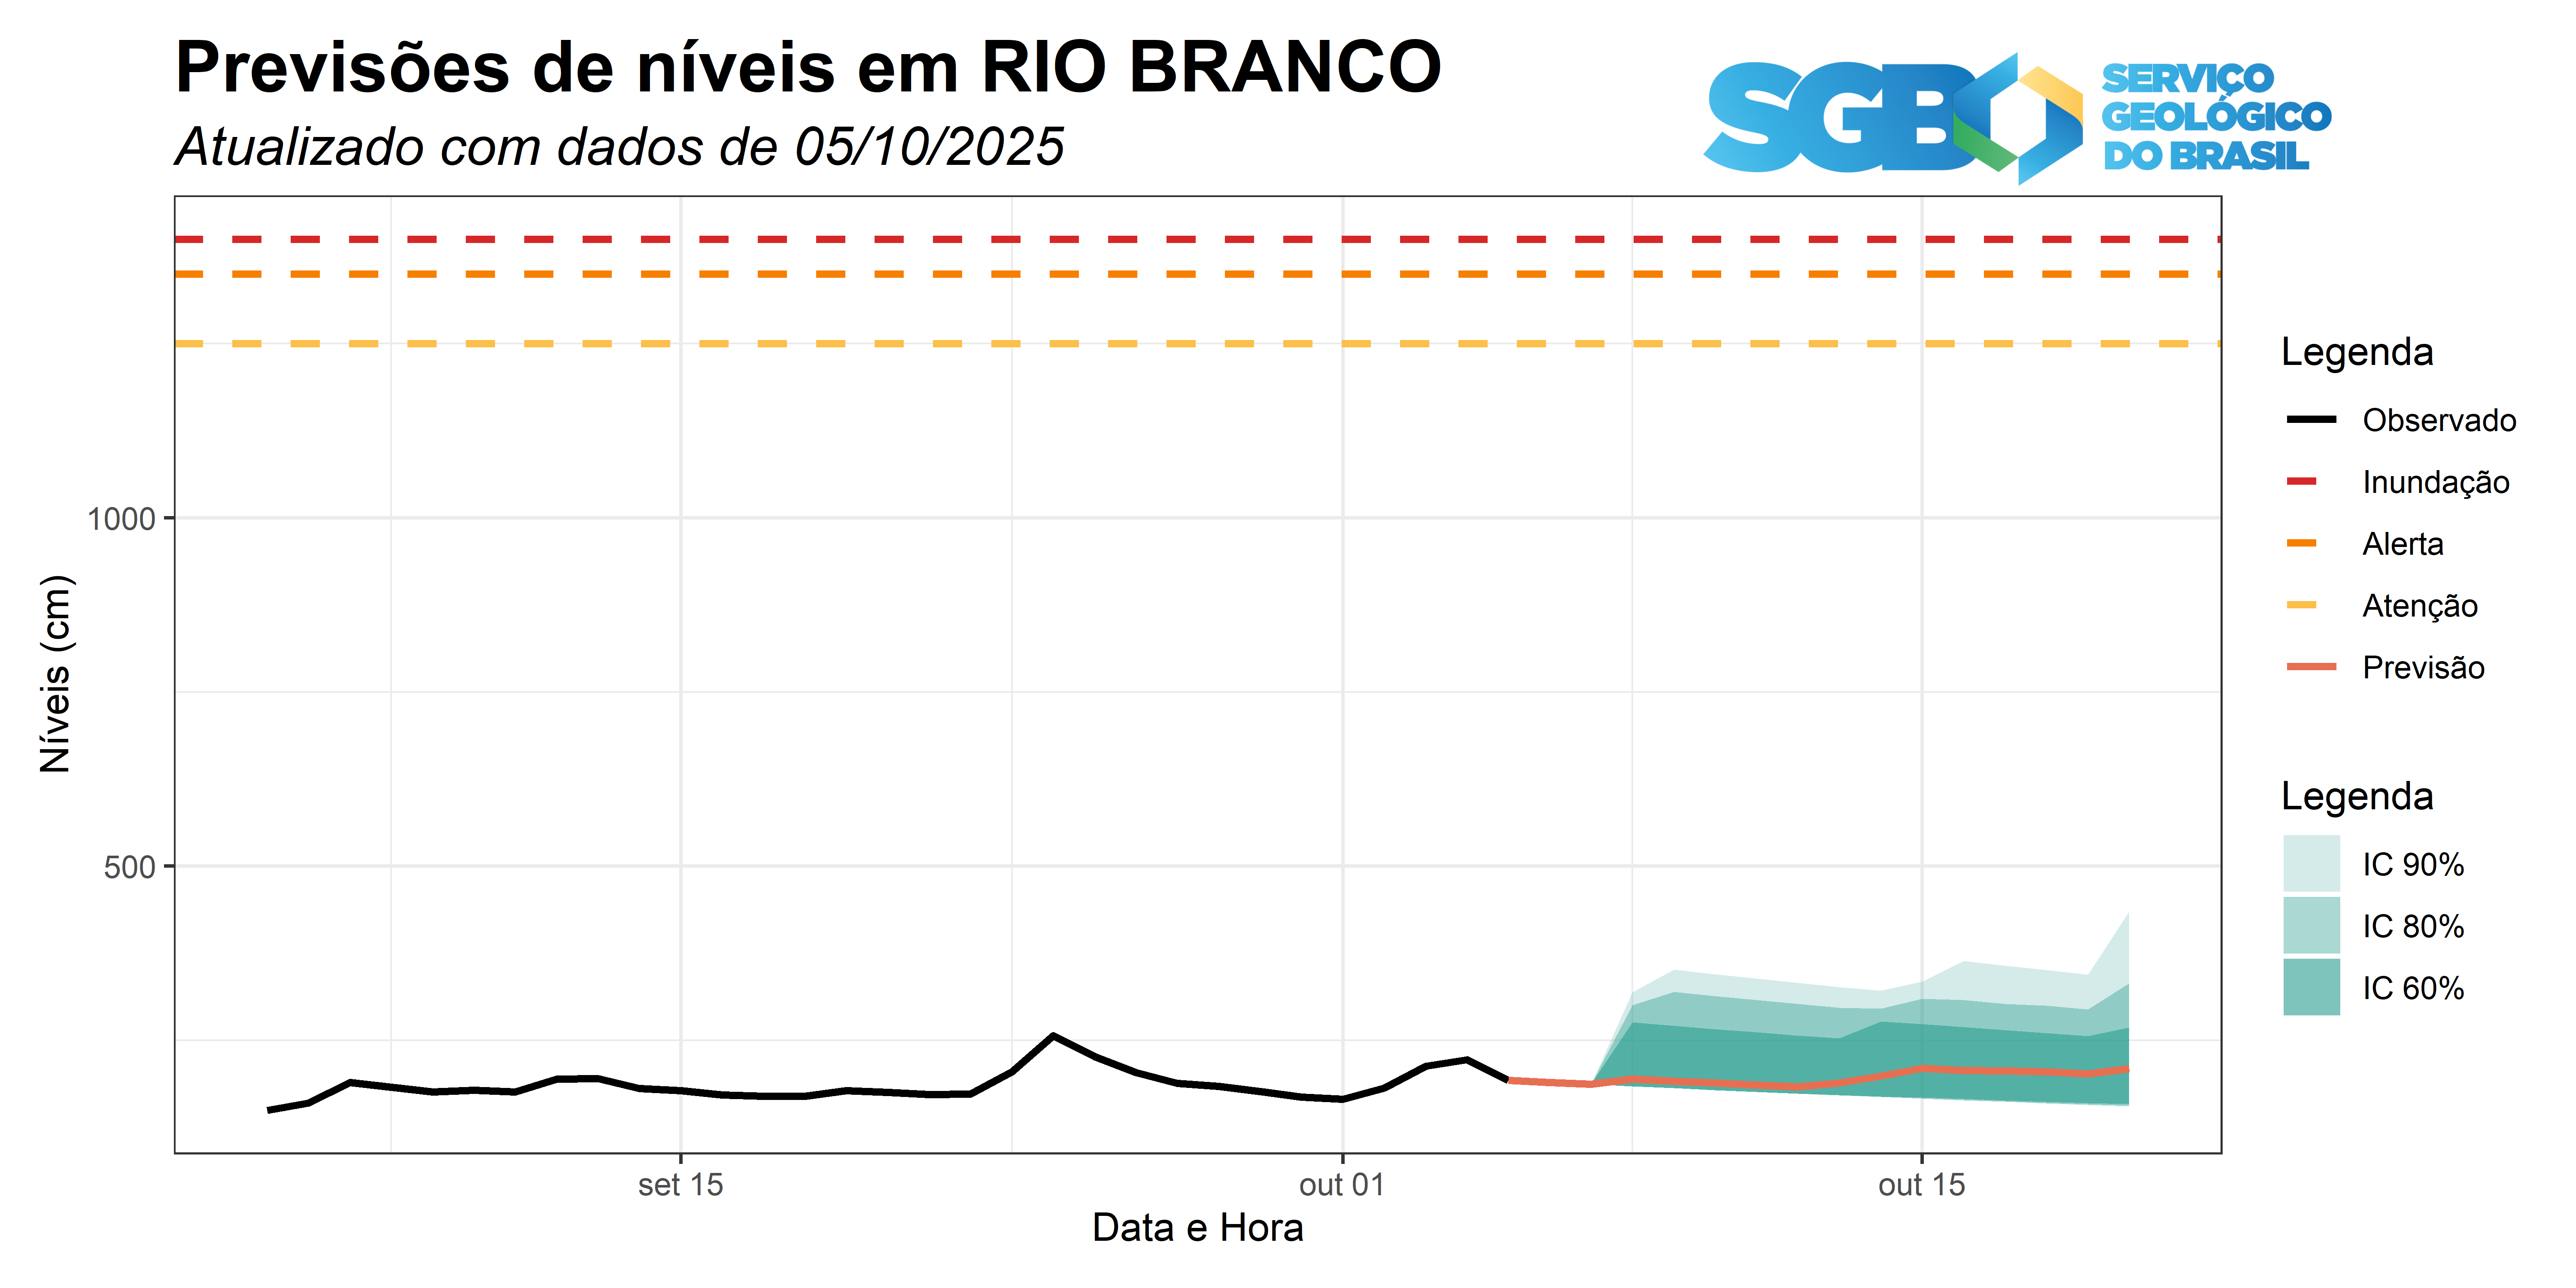 Previsões de níveis em RIO BRANCO
Atualizado com dados de 05/10/2025
SGB
SERVIÇO
GEOLÓGICO
DO BRASIL
Níveis (cm)
1000
500
set 15
out 01
out 15
Data e Hora
Legenda
Observado
Inundação
Alerta
Atenção
Previsão
Legenda
IC 90%
IC 80%
IC 60%